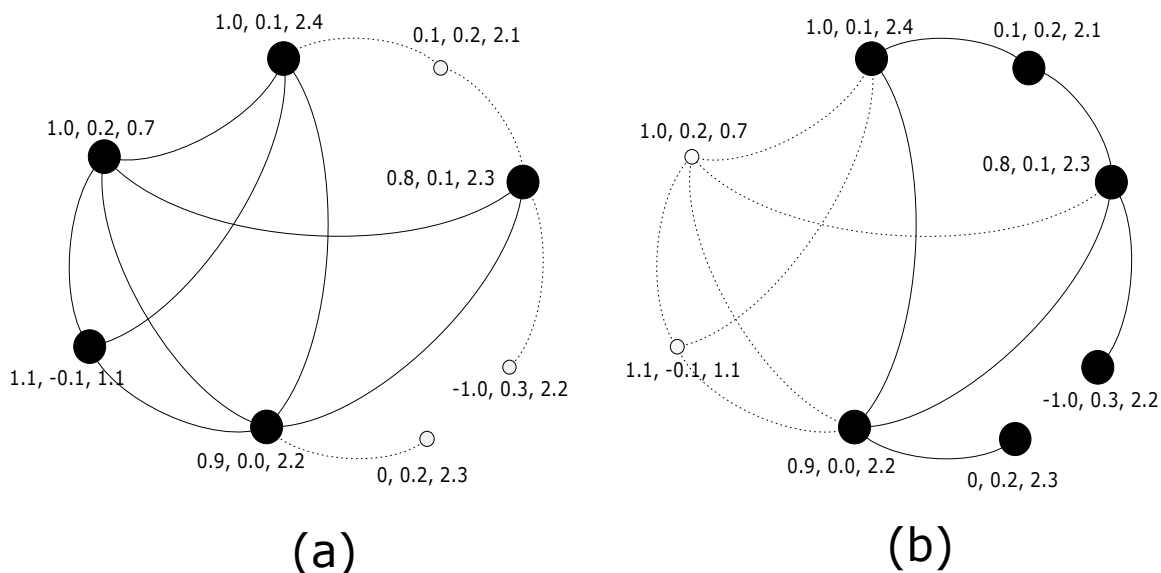 1.0, 0.1, 2.4
0.1, 0.2, 2.1
1.0, 0.2, 0.7
0.8, 0.1, 2.3
1.1, -0.1, 1.1
-1.0, 0.3, 2.2
0.9, 0.0, 2.2
0, 0.2, 2.3
(a)
1.0, 0.1, 2.4
0.1, 0.2, 2.1
1.0, 0.2, 0.7
0.8, 0.1, 2.3
1.1, -0.1, 1.1
-1.0, 0.3, 2.2
0.9, 0.0, 2.2
0, 0.2, 2.3
(b)